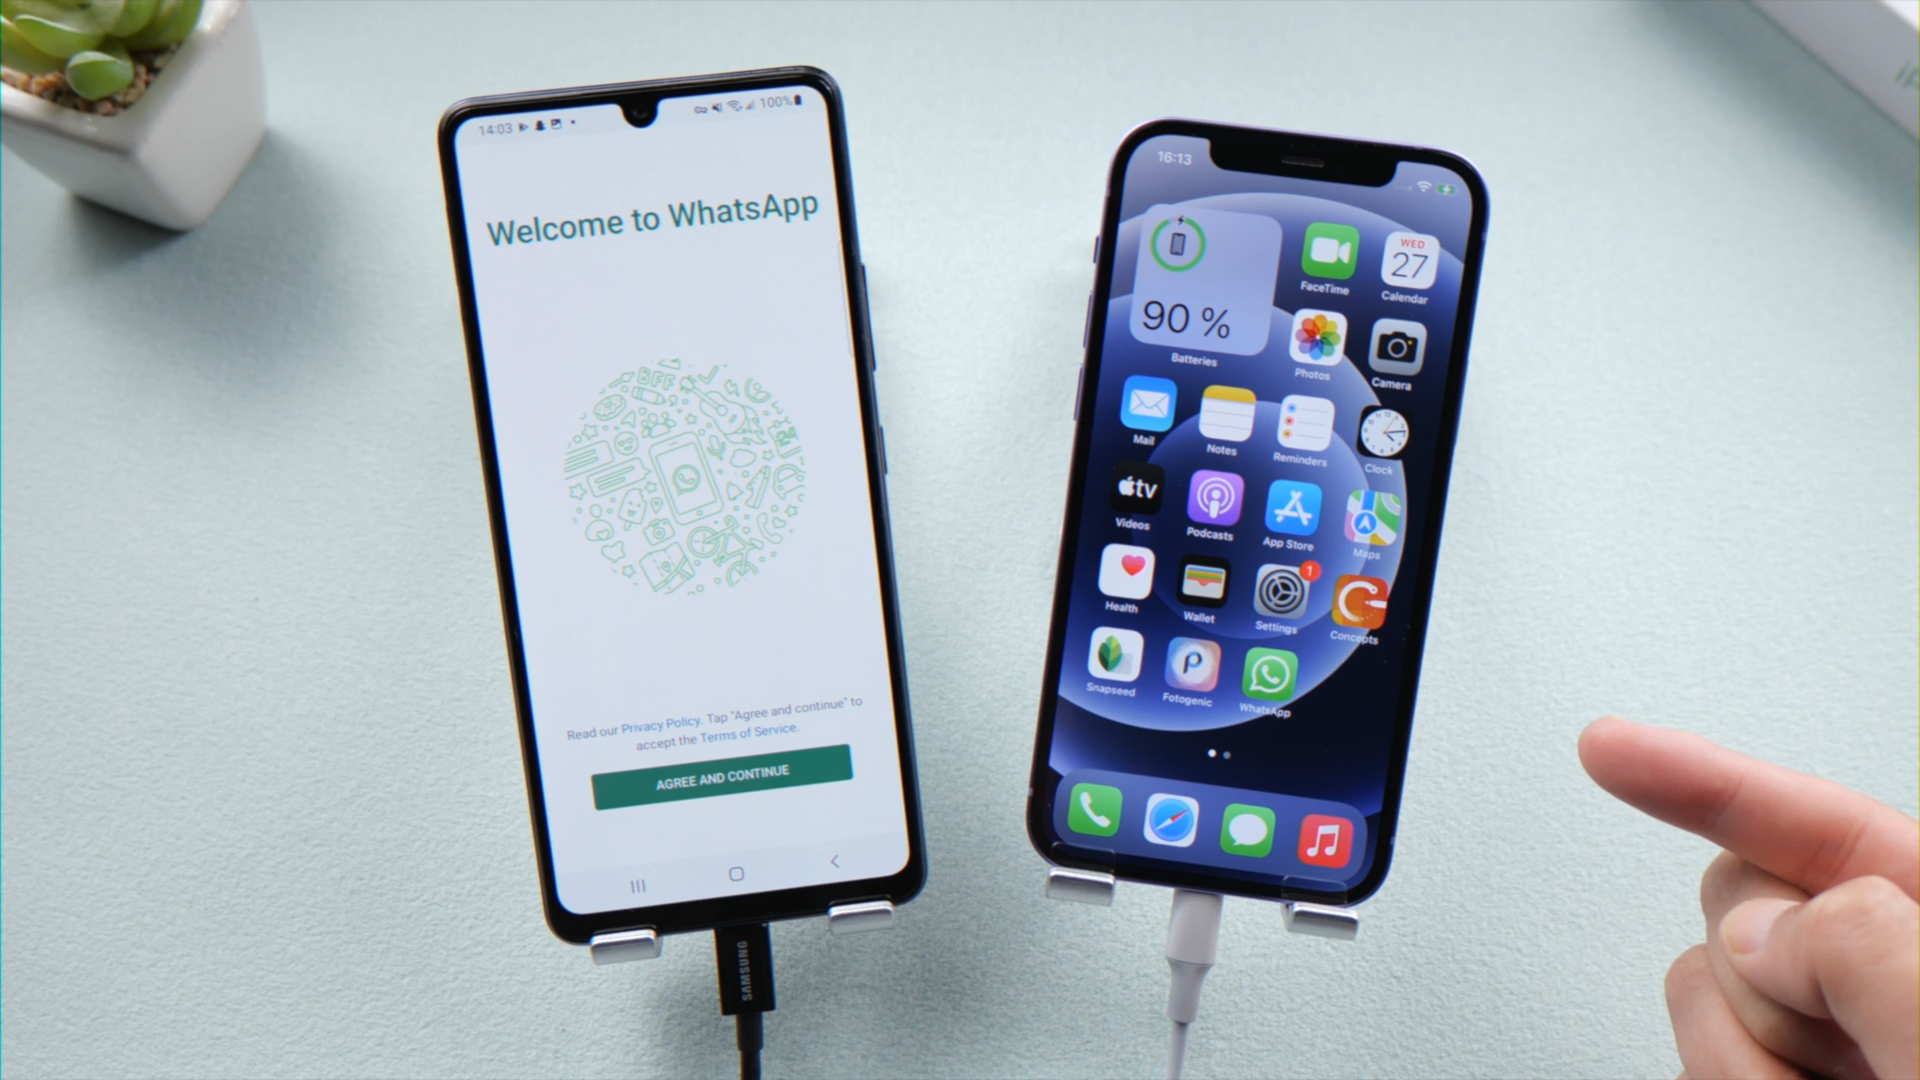 14:03
100%
Welcome to WhatsApp
BFF
Read our Privacy Policy. Tap "Agree and continue" to
accept the Terms of Service.
AGREE AND CONTINUE
SAMSUNG
16:13
90 %
Batteries
FaceTime
WED
27
Calendar
Photos
Camera
Mail
Notes
Reminders
Clock
tv
Videos
Podcasts
App Store
Maps
Health
Wallet
1
Settings
Concepts
Snapseed
Fotogenic
WhatsApp